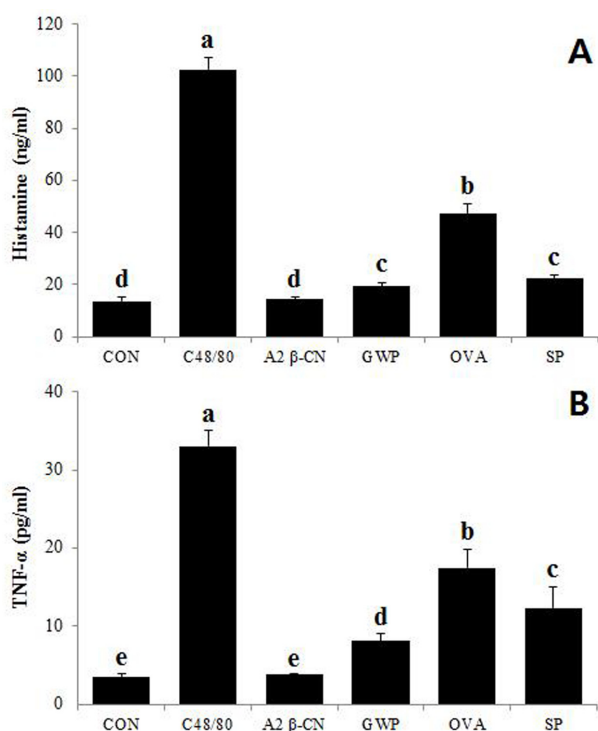 120
100
80
60
40
20
0
Histamine (ng/ml)
A
d
a
d
c
b
c
CON C48/80 A2 β-CN GWP OVA SP
40
30
20
10
0
TNF-α (pg/ml)
B
e
a
e
d
b
c
CON C48/80 A2 β-CN GWP OVA SP